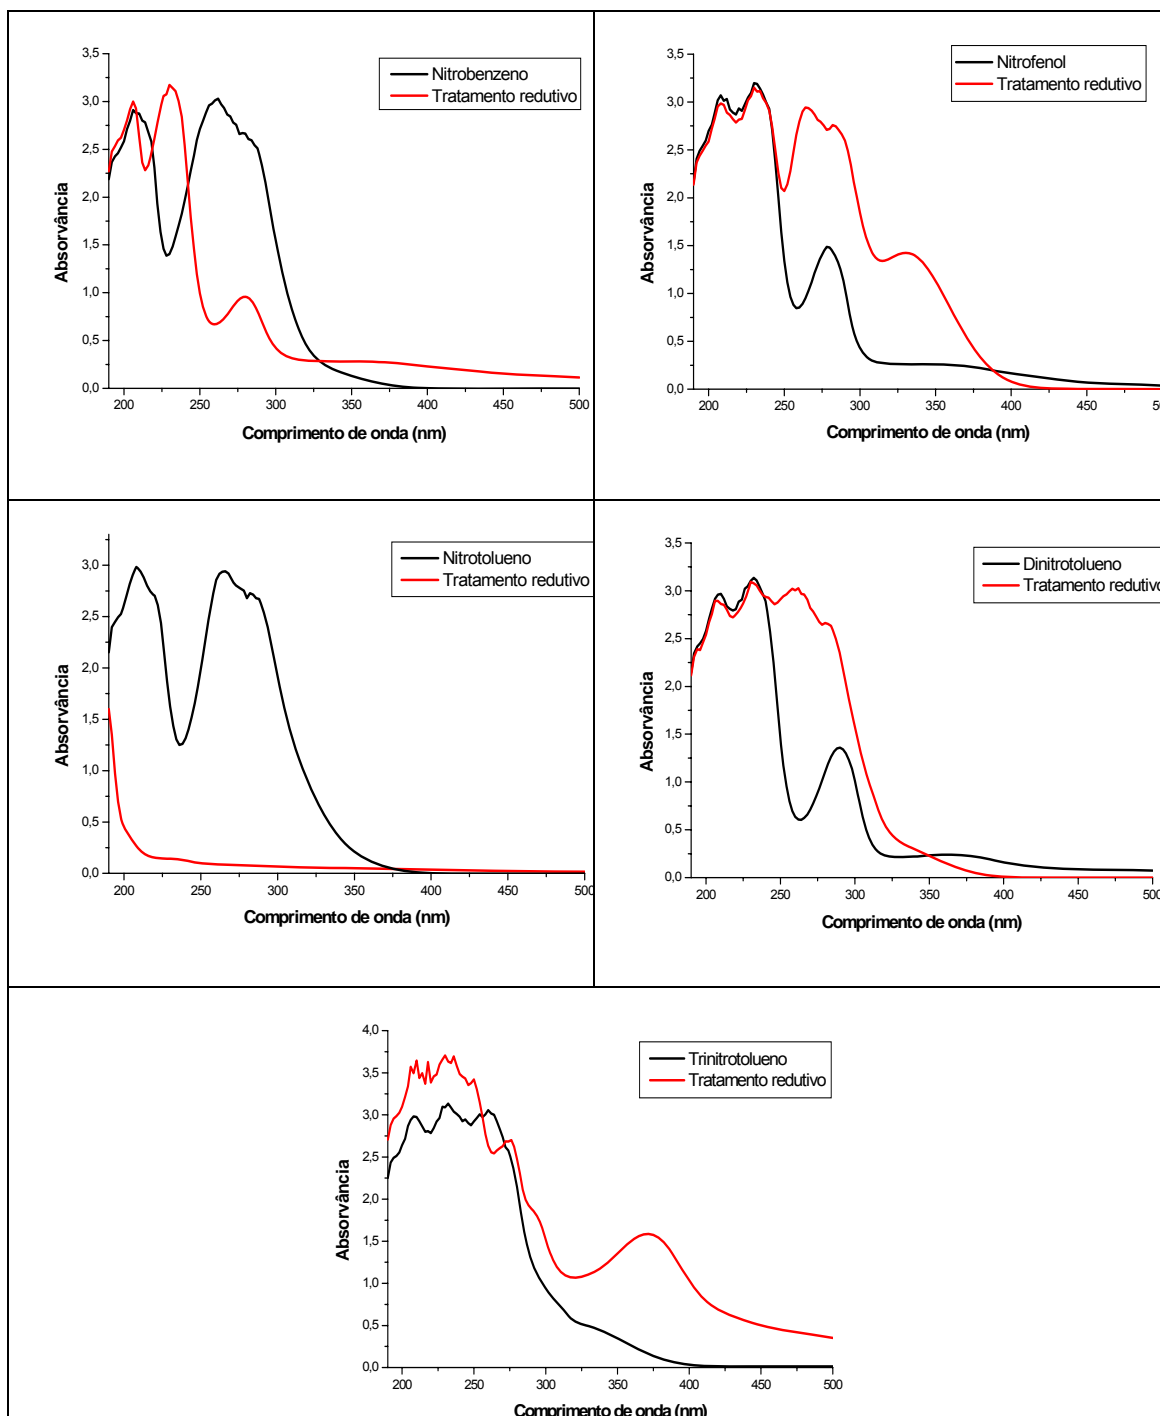 3,5
3,0
2,5
2,0
1,5
1,0
0,5
0,0
Absorvância
Nitrobenzeno
Tratamento redutivo
200 250 300 350 400 450 500
Comprimento de onda (nm)
3,5
3,0
2,5
2,0
1,5
1,0
0,5
0,0
Absorvância
Nitrofenol
Tratamento redutivo
200 250 300 350 400 450 500
Comprimento de onda (nm)
3,0
2,5
2,0
1,5
1,0
0,5
0,0
Absorvância
Nitrotolueno
Tratamento redutivo
200 250 300 350 400 450 500
Comprimento de onda (nm)
3,5
3,0
2,5
2,0
1,5
1,0
0,5
0,0
Absorvância
Dinitrotolueno
Tratamento redutivo
200 250 300 350 400 450 500
Comprimento de onda (nm)
4,0
3,5
3,0
2,5
2,0
1,5
1,0
0,5
0,0
Absorvância
Trinitrotolueno
Tratamento redutivo
200 250 300 350 400 450 500
Comprimento de onda (nm)